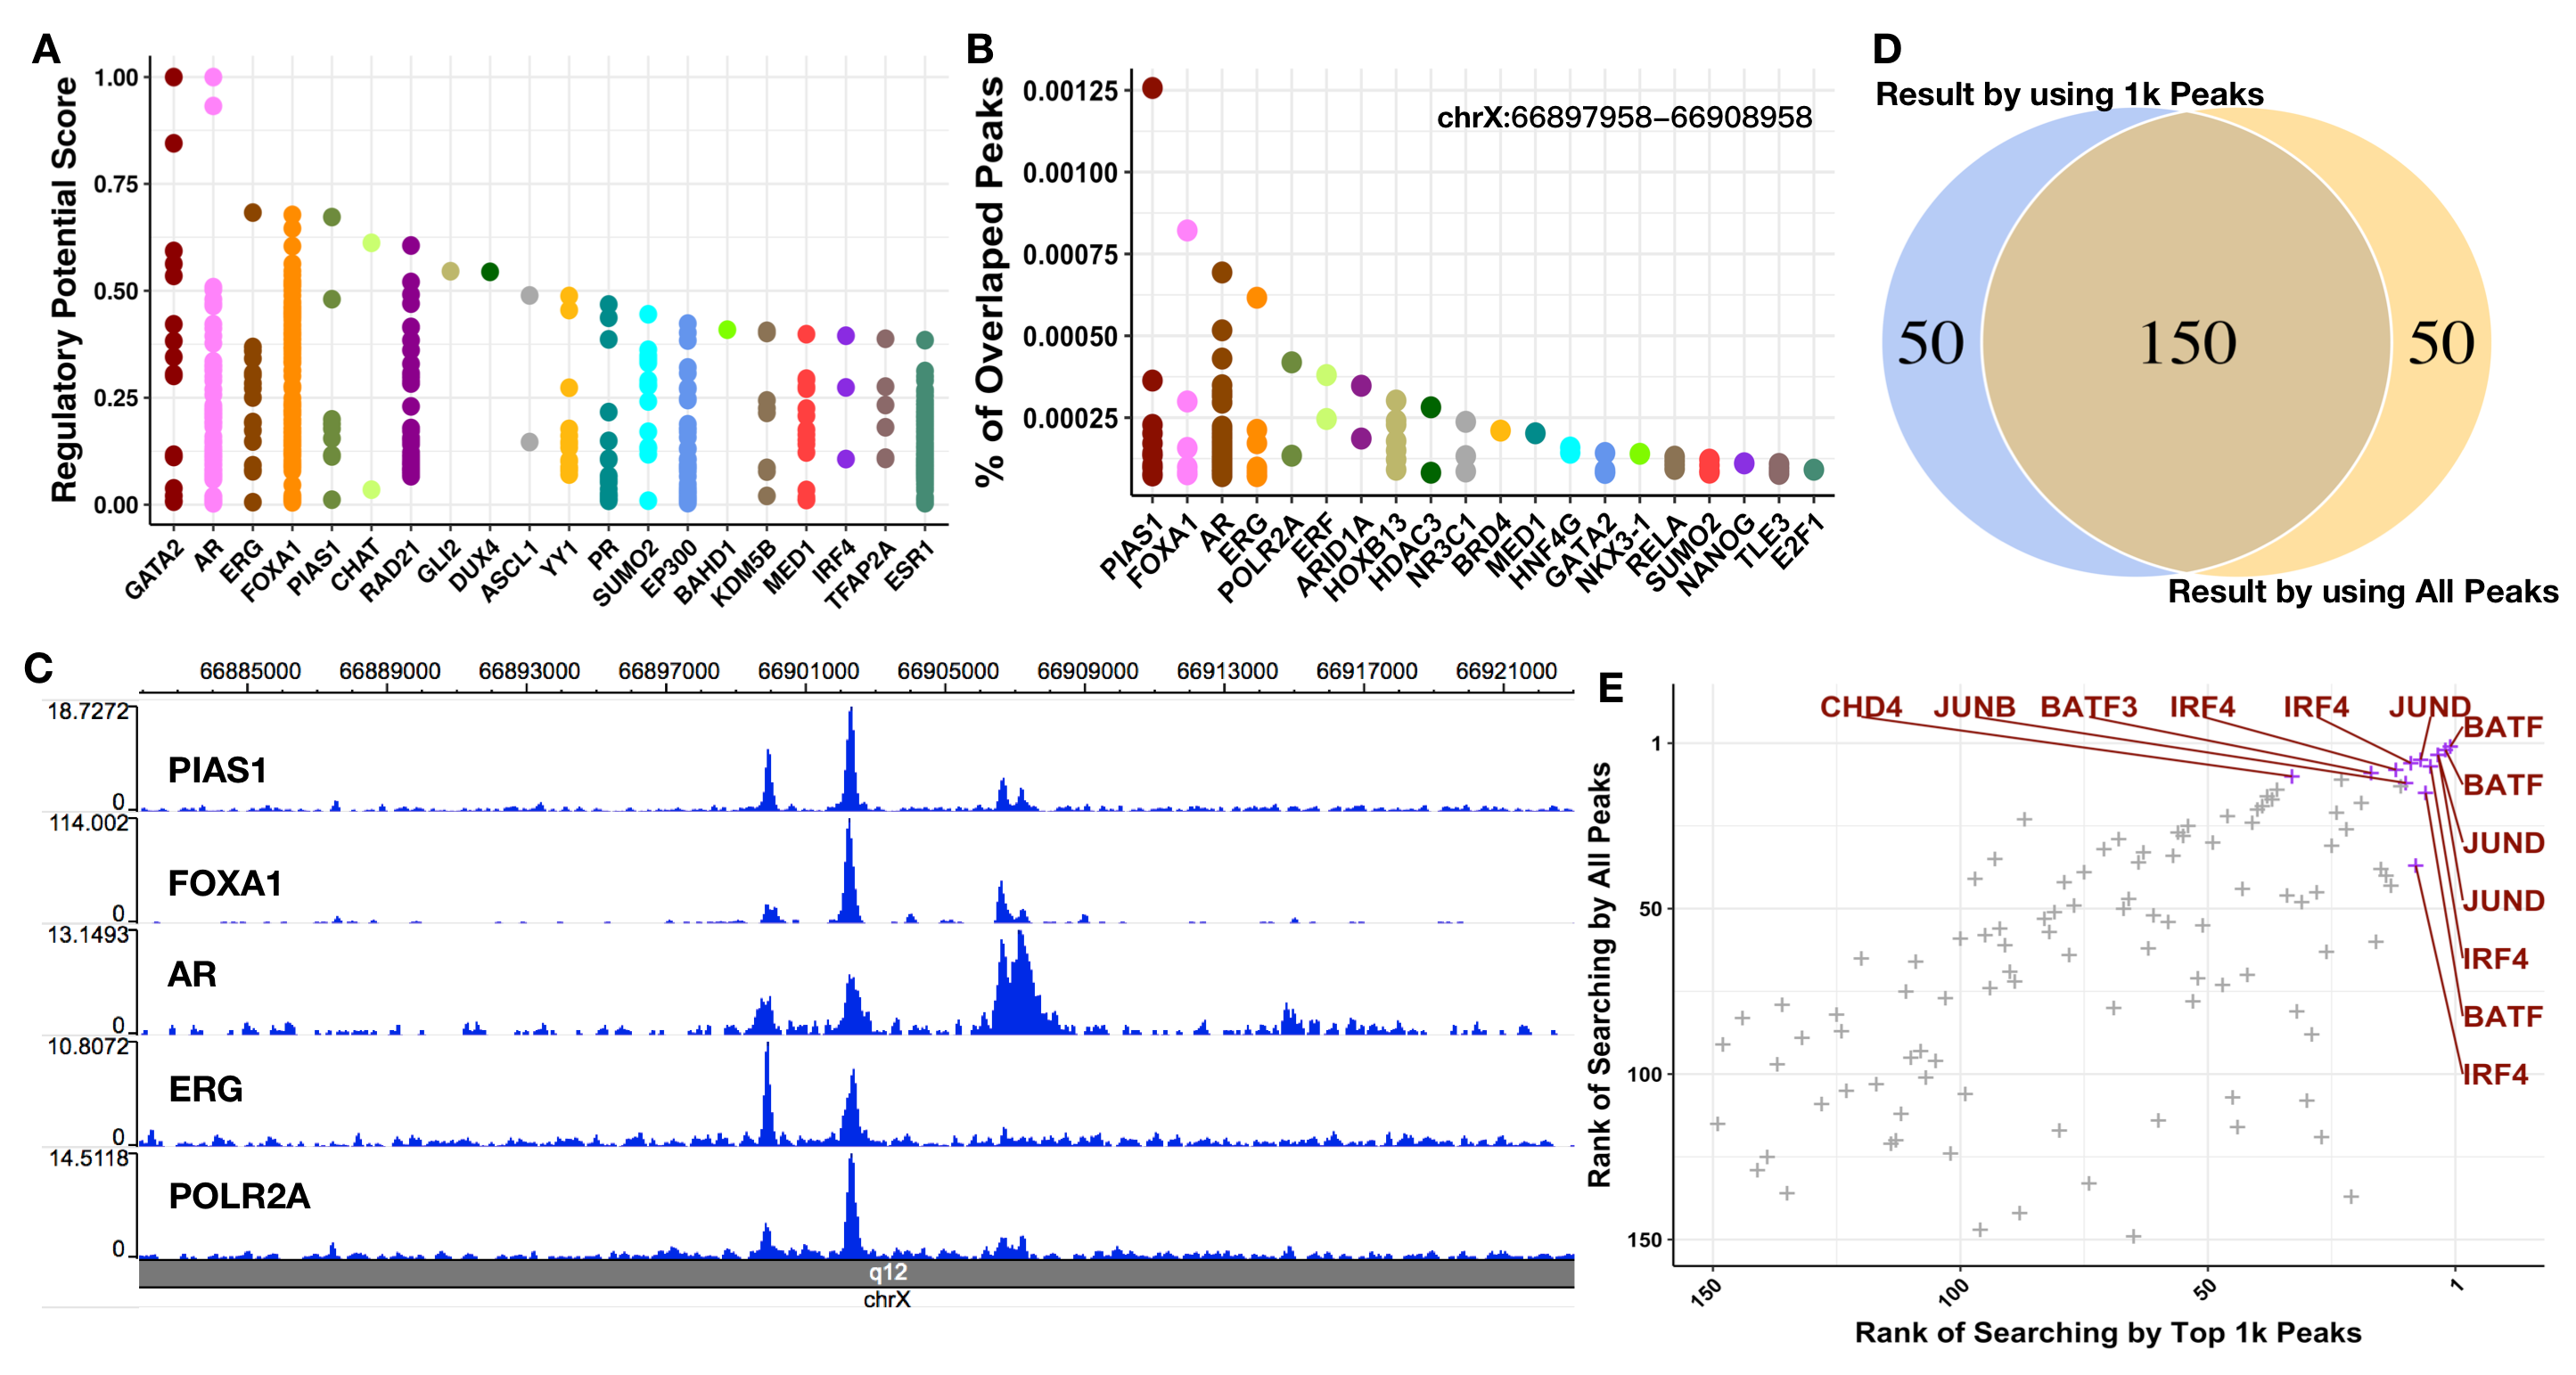 A
Regulatory Potential Score
1.00
0.75
0.50
0.25
0.00
GATA2
AR
ERG
FOXA1
PIAS1
CHAT
RAD21
GLI2
DUX4
ASCL1
YY1
PR
SUMO2
EP300
BAHD1
KDM5B
MED1
IRF4
TFAP2A
ESR1
B
% of Overlaped Peaks
chrX:66897958–66908958
0.00125
0.00100
0.00075
0.00050
0.00025
PIAS1
FOXA1
AR
ERG
POLR2A
ERF
ARID1A
HOXB13
HDAC3
NR3C1
BRD4
MED1
HNF4G
GATA2
NKX3-1
RELA
SUMO2
NANOG
TLE3
E2F1
D
Result by using 1k Peaks
50
150
50
Result by using All Peaks
C
66885000 66889000 66893000 66897000 66901000 66905000 66909000 66913000 66917000 66921000
18.7272
PIAS1
0
114.002
FOXA1
0
13.1493
AR
0
10.8072
ERG
0
14.5118
POLR2A
0
q12
chrX
E
Rank of Searching by All Peaks
CHD4 JUNB BATF3 IRF4 IRF4 JUND
BATF
BATF
JUND
JUND
IRF4
BATF
IRF4
1
50
100
150
150 100 50 1
Rank of Searching by Top 1k Peaks